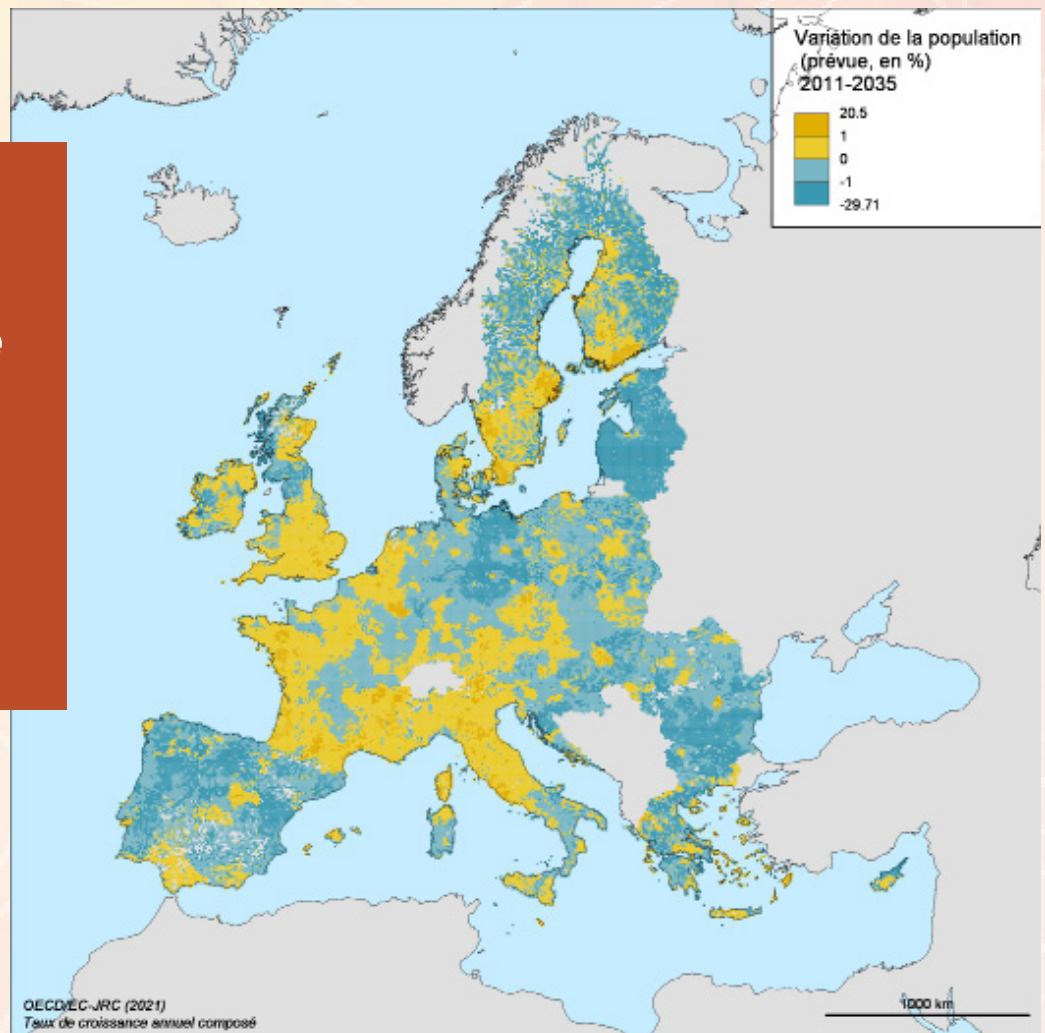 Variation de la population
(prévue, en %)
2011-2035
20.5
1
0
-1
-29.71
e
OECD/EC-JRC (2021)
Taux de croissance annuel composé
1000 km